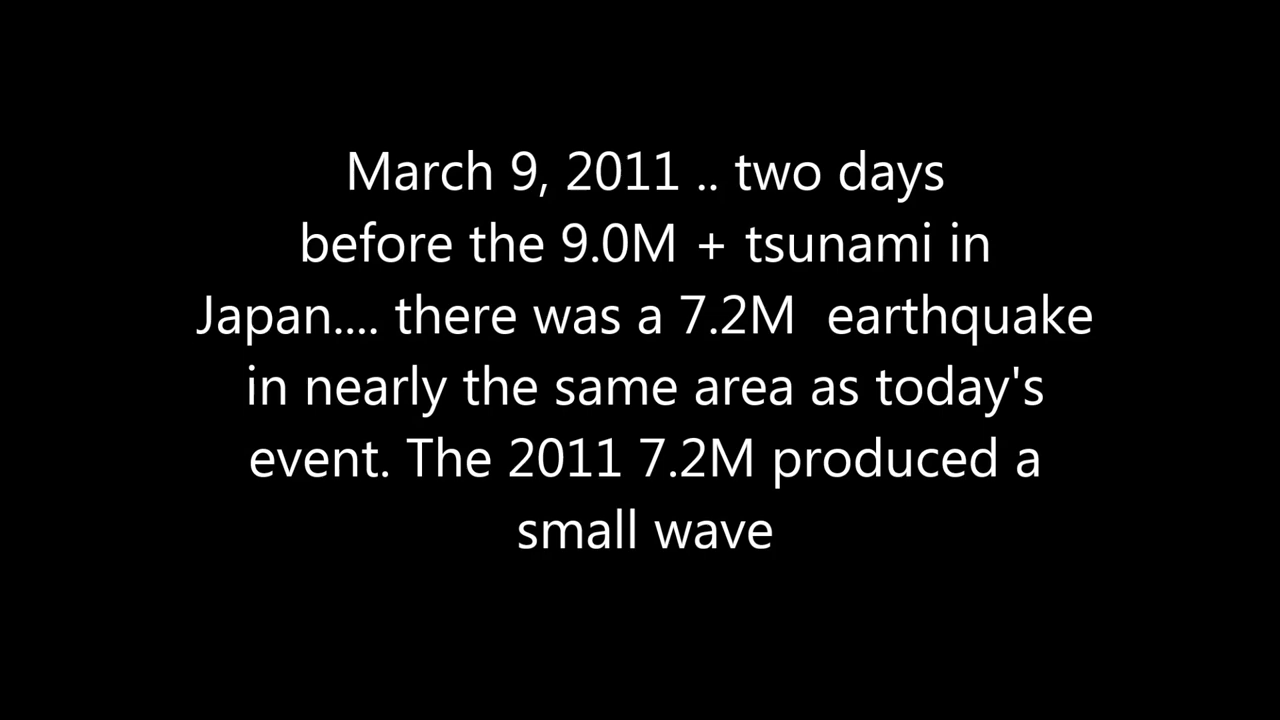 March 9, 2011 .. two days
before the 9.0M + tsunami in
Japan.... there was a 7.2M  earthquake
in nearly the same area as today's
event. The 2011 7.2M produced a
small wave